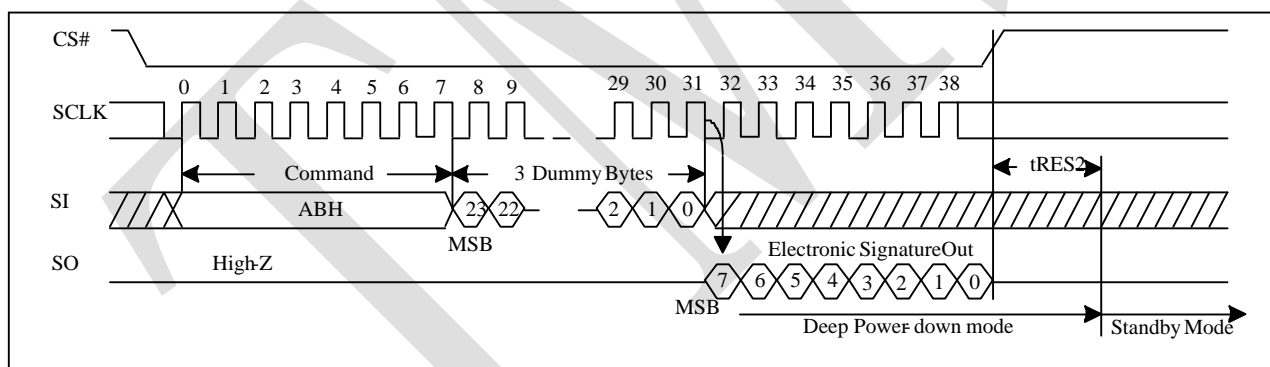 CS#
0 1 2 3 4 5 6 7 8 9 29 30 31 32 33 34 35 36 37 38
SCLK
Command 3 Dummy Bytes tRES2
SI ABH 23 22 2 1 0
MSB Electronic Signature Out
SO High-Z 7 6 5 4 3 2 1 0
MSB Deep Power-down mode Standby Mode